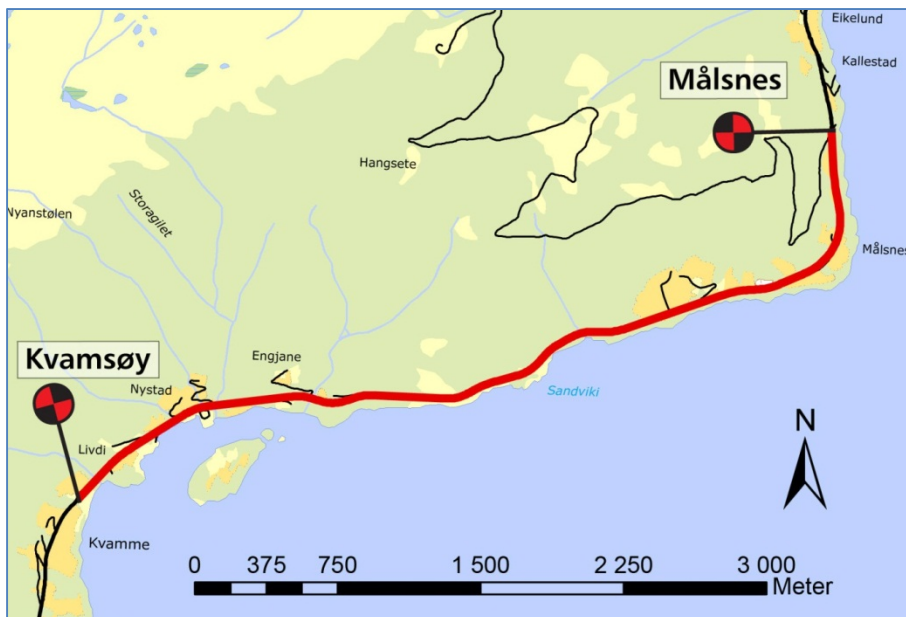 Eikelund
Kallestad
Målsnes
Hangsete
Storagilet
Nyanstølen
Målsnes
Kvamsøy
Engjane
Nystad
Sandviki
Livdi
N
Kvamme
0 375 750 1 500 2 250 3 000
Meter